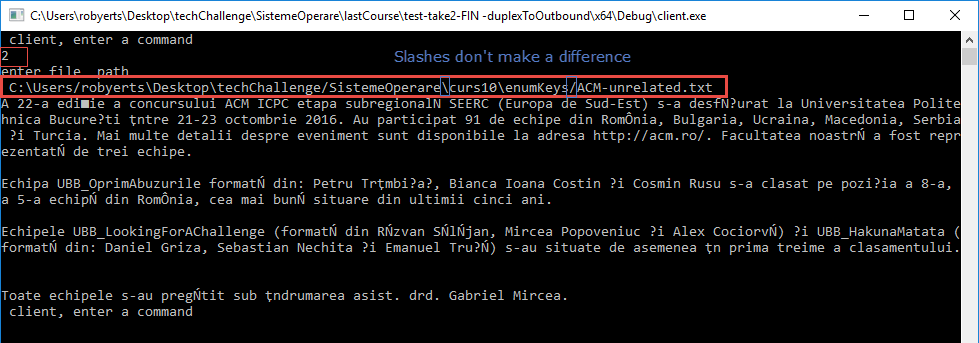 C:\Users\robyerts\Desktop\techChallenge\SistemeOperare\lastCourse\test-take2-FIN -duplexToOutbound\x64\Debug\client.exe
client, enter a command
2
Slashes don't make a difference
enter file path
C:\Users/robyerts\Desktop\techChallenge/SistemeOperare\curs10\enumKeys/ACM-unrelated.txt
A 22-a edi■ie a concursului ACM ICPC etapa subregionalŃ SEERC (Europa de Sud-Est) s-a desfŃ?urat la Universitatea Polite
hnica Bucure?ti ţntre 21-23 octombrie 2016. Au participat 91 de echipe din RomÔnia, Bulgaria, Ucraina, Macedonia, Serbia
?i Turcia. Mai multe detalii despre eveniment sunt disponibile la adresa http://acm.ro/. Facultatea noastrŃ a fost repr
ezentatŃ de trei echipe.
Echipa UBB_OprimAbuzurile formatŃ din: Petru Trţmbi?a?, Bianca Ioana Costin ?i Cosmin Rusu s-a clasat pe pozi?ia a 8-a,
a 5-a echipŃ din RomÔnia, cea mai bunŃ situare din ultimii cinci ani.
Echipele UBB_LookingForAChallenge (formatŃ din RŃzvan SŃlŃjan, Mircea Popoveniuc ?i Alex CociorvŃ) ?i UBB_HakunaMatata (
formatŃ din: Daniel Griza, Sebastian Nechita ?i Emanuel Tru?Ń) s-au situate de asemenea ţn prima treime a clasamentului.
Toate echipele s-au pregŃtit sub ţndrumarea asist. drd. Gabriel Mircea.
client, enter a command